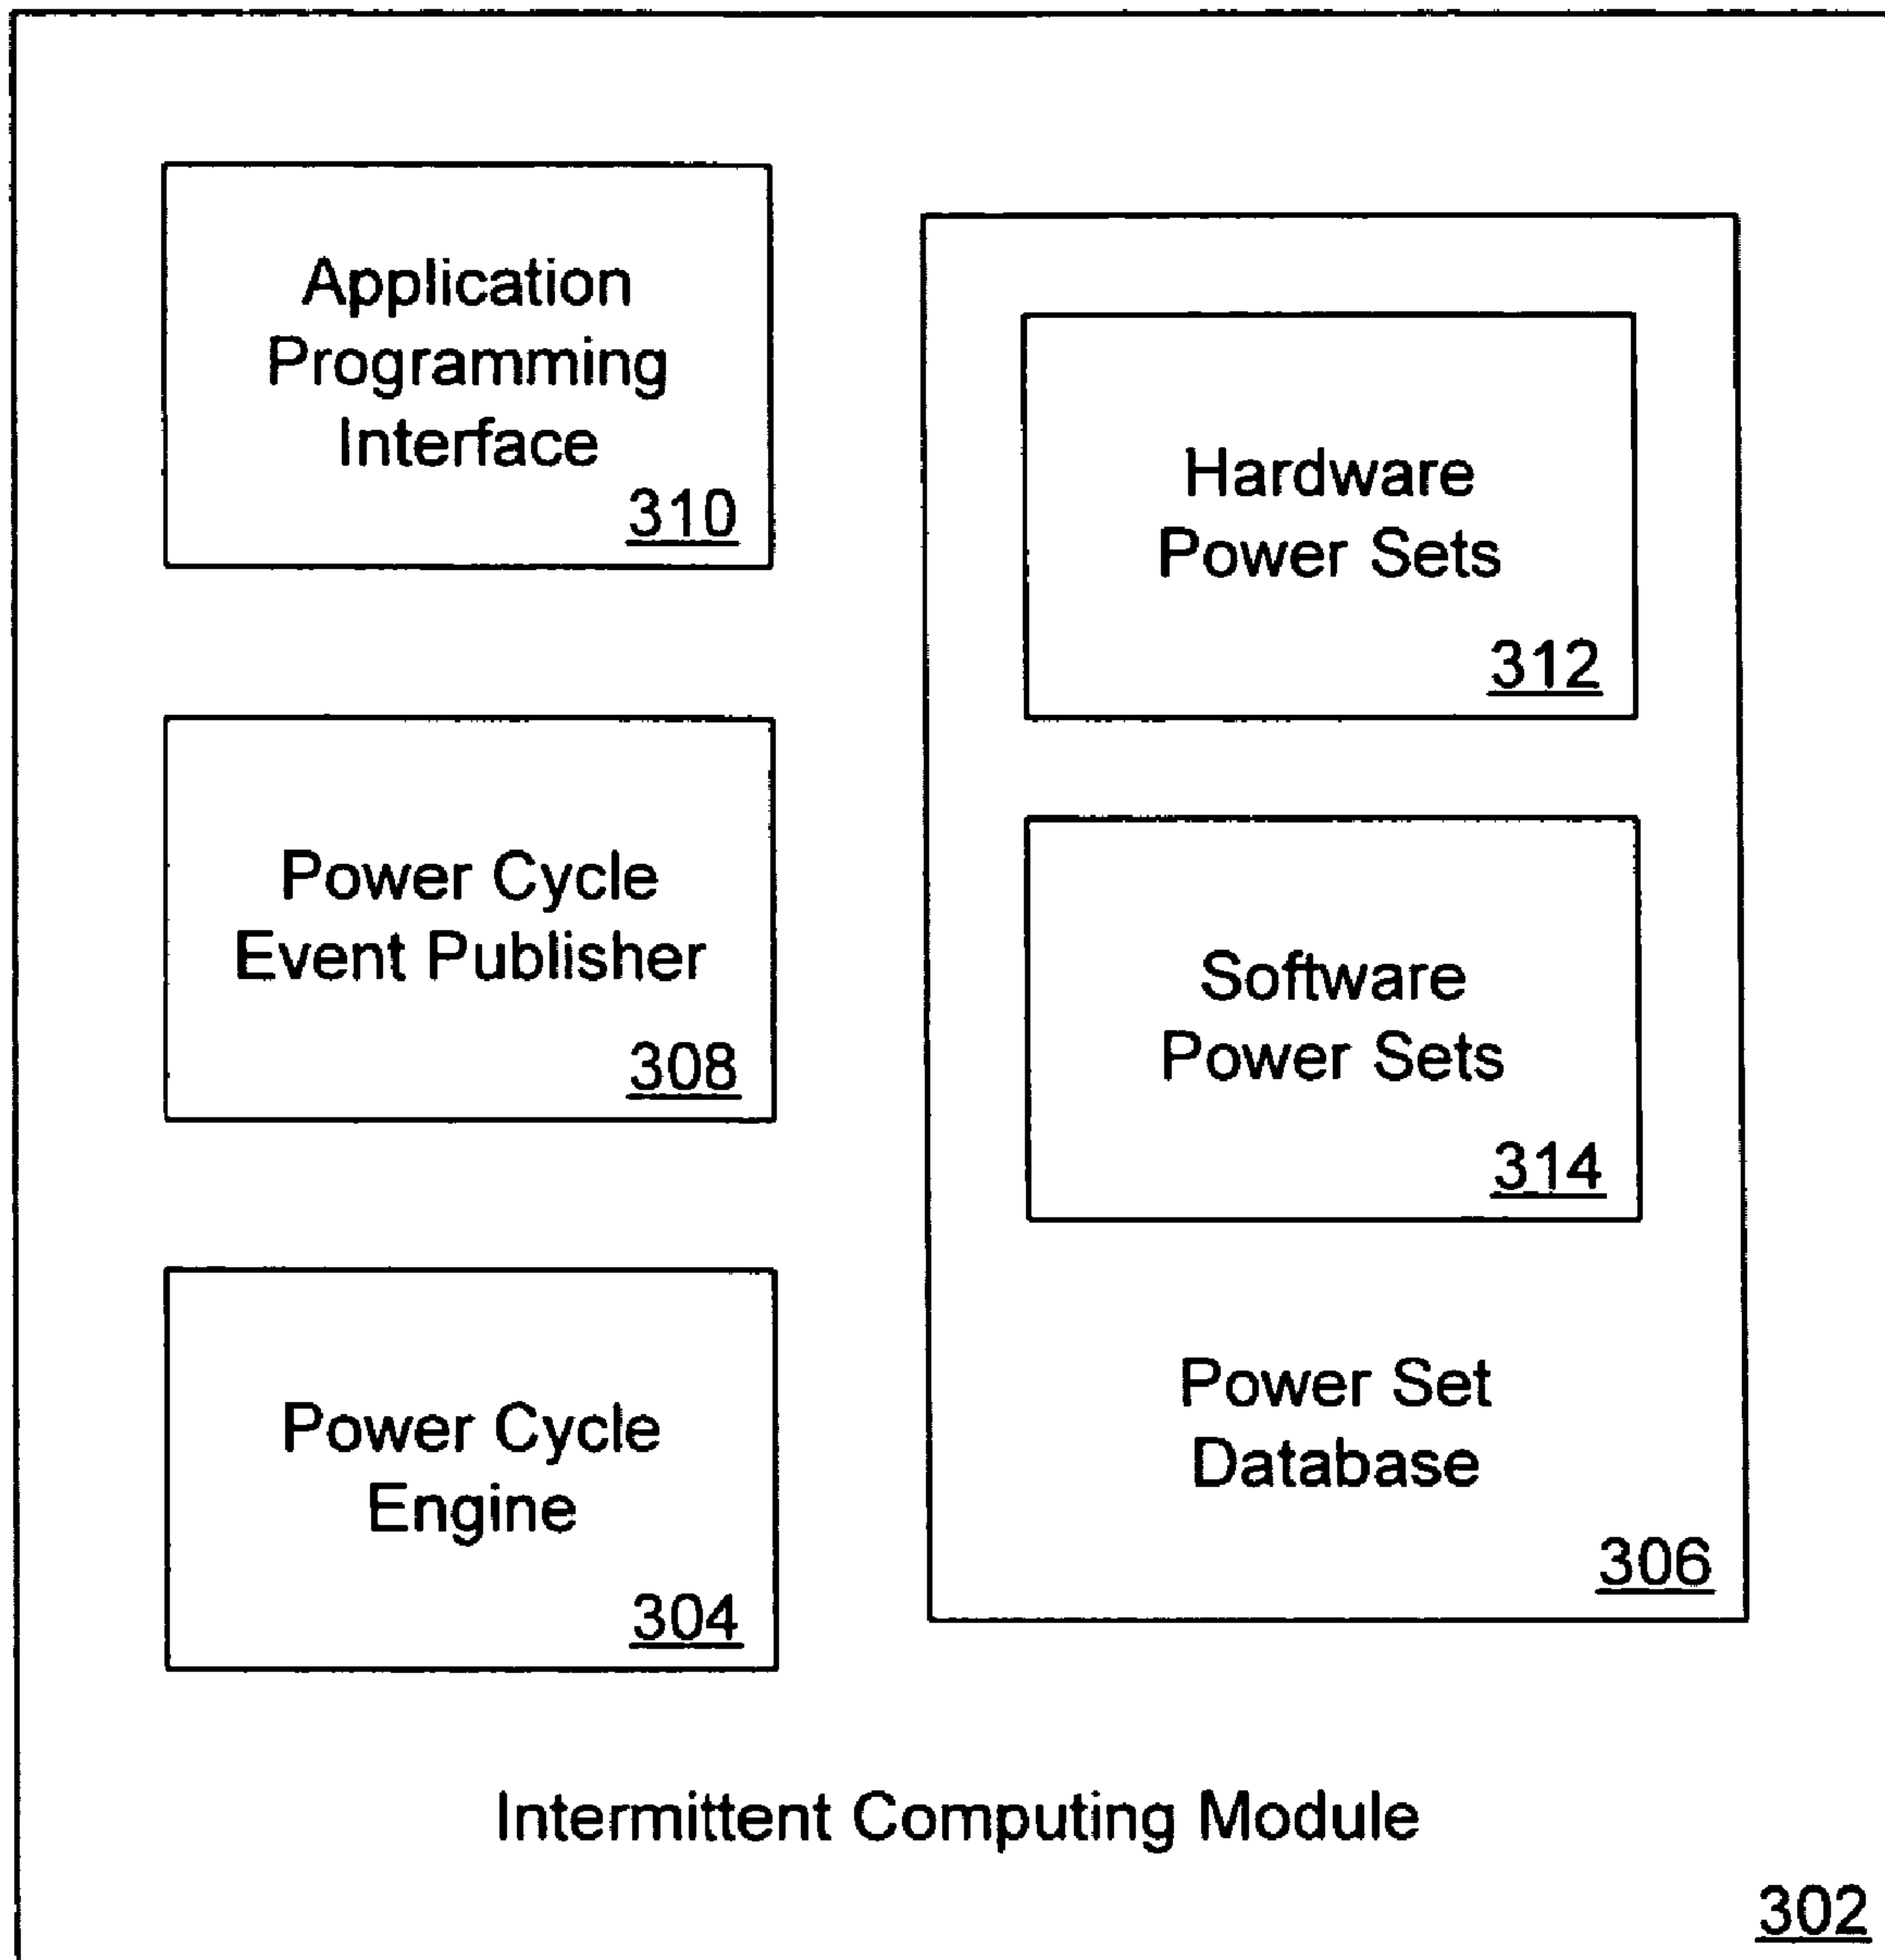 Application
Programming
Interface
310
Power Cycle
Event Publisher
308
Power Cycle
Engine
304
Hardware
Power Sets
312
Software
Power Sets
314
Power Set
Database
306
Intermittent Computing Module
302